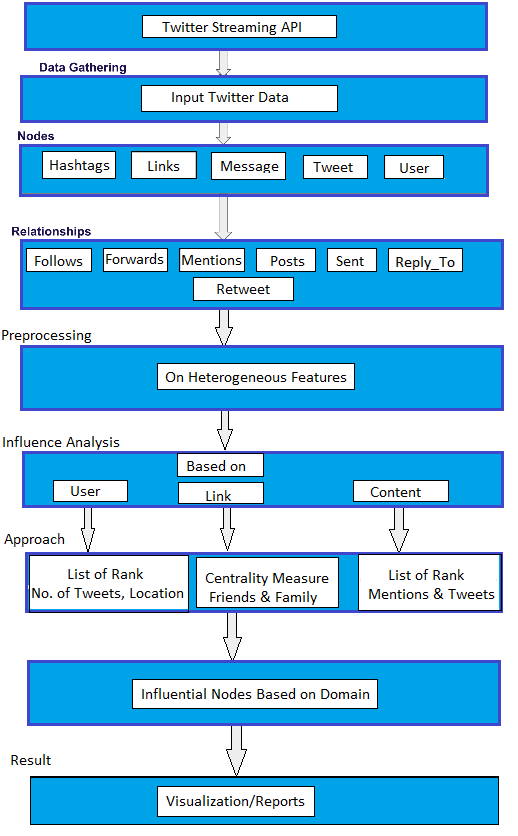 Twitter Streaming API
Data Gathering
Input Twitter Data
Nodes
Hashtags Links Message Tweet User
Relationships
Follows Forwards Mentions Posts Sent Reply_To
Retweet
Preprocessing
On Heterogeneous Features
Influence Analysis
Based on
User Link Content
Approach
List of Rank
No. of Tweets, Location
Centrality Measure
Friends & Family
List of Rank
Mentions & Tweets
Influential Nodes Based on Domain
Result
Visualization/Reports